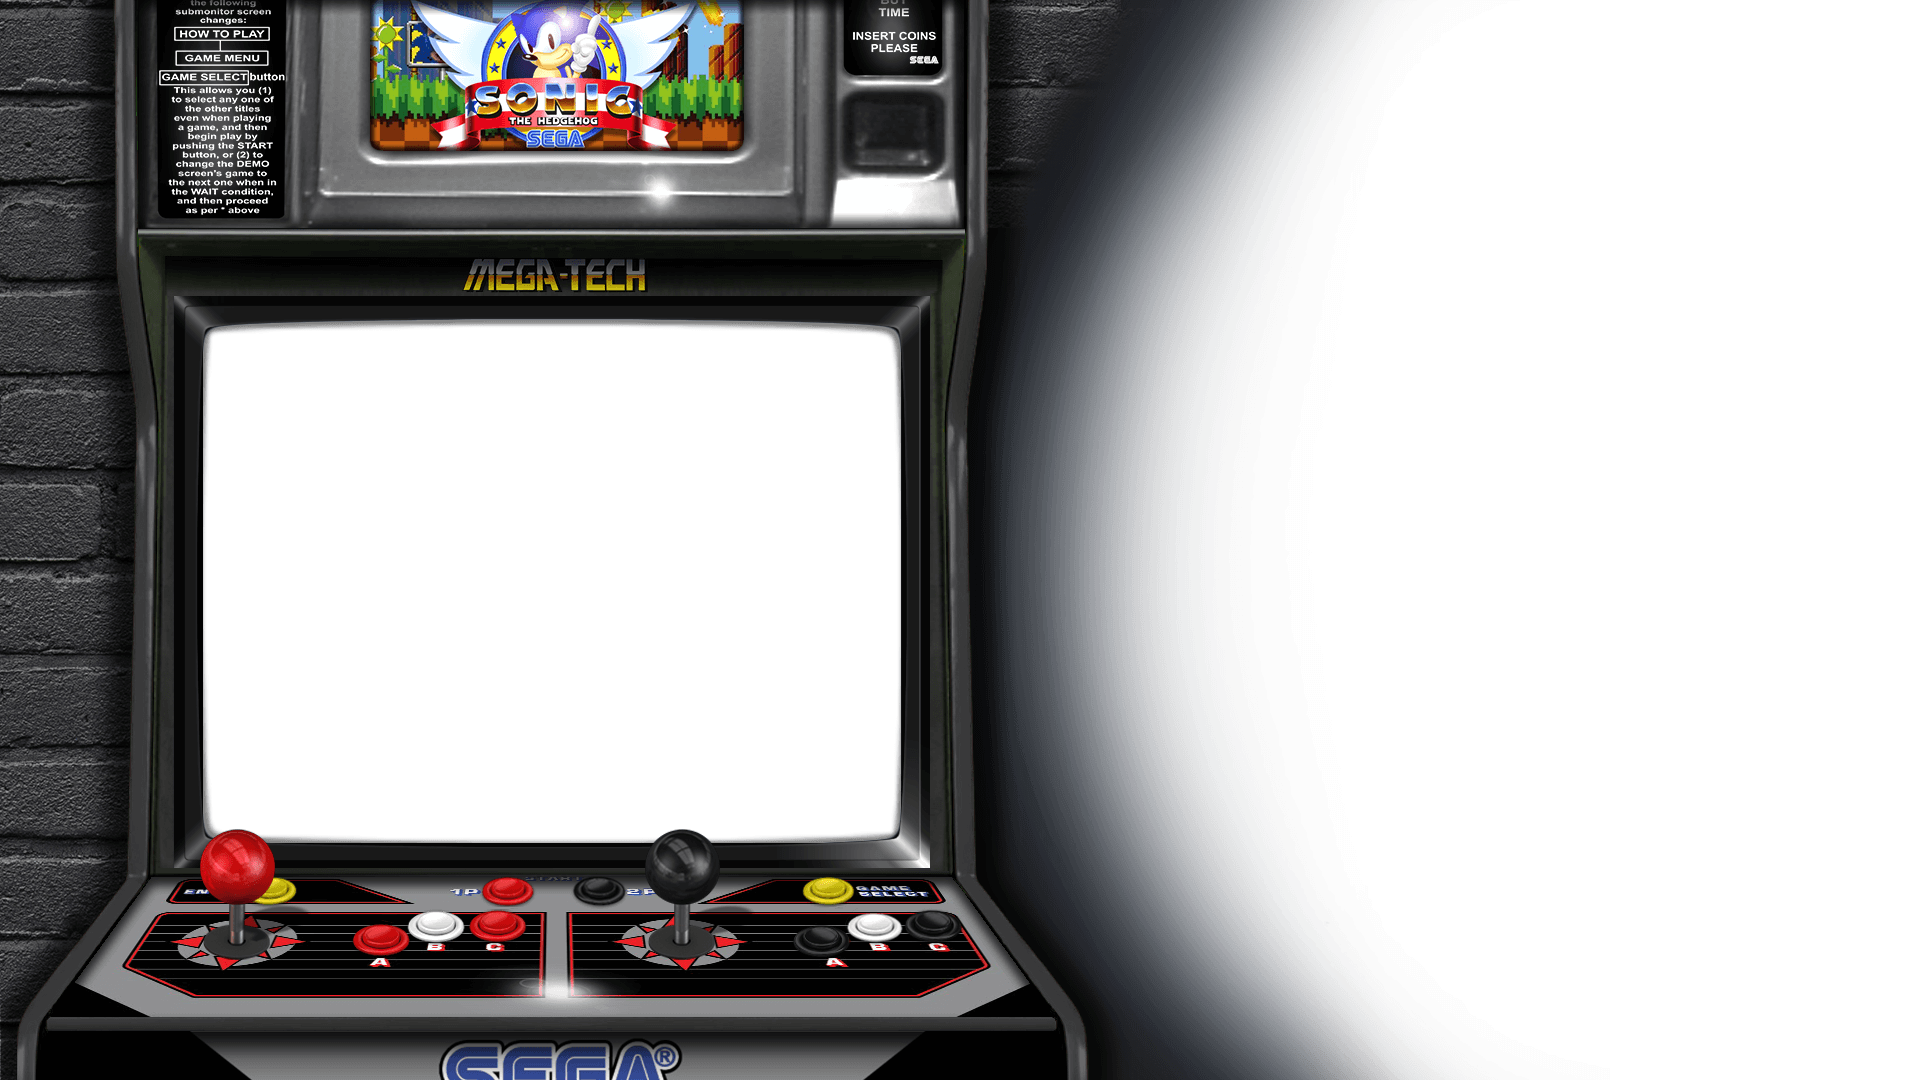 the following
submonitor screen
changes:
HOW TO PLAY
GAME MENU
GAME SELECT button
This allows you (1)
to select any one of
the other titles
even when playing
a game, and then
begin play by
pushing the START
button, or (2) to
change the DEMO
screen's game to
the next one when in
the WAIT condition,
and then proceed
as per * above
SONIC
THE HEDGEHOG
SEGA
BUY
TIME
INSERT COINS
PLEASE
SEGA
MEGA-TECH
EN
1P
START
2P
GAME
SELECT
A
B
C
A
B
C
SEGA®